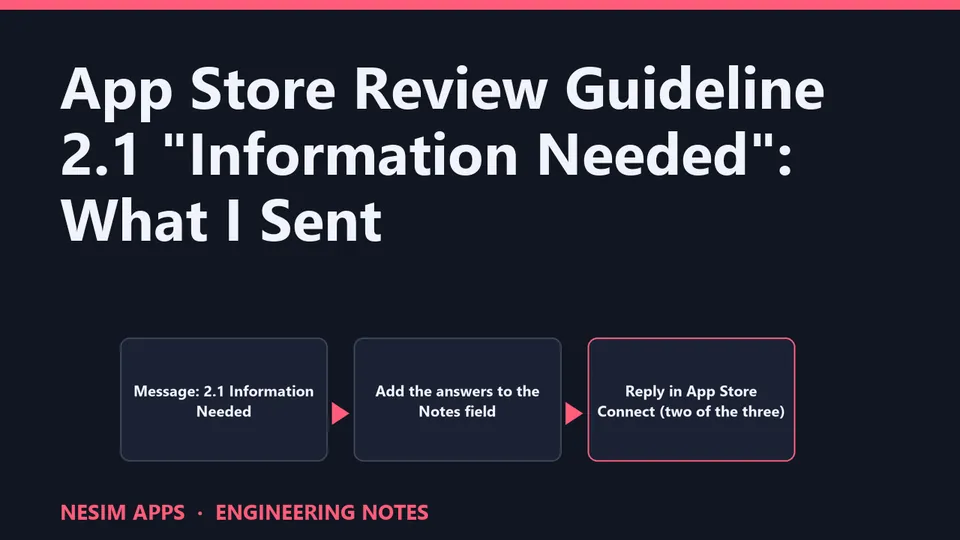 App Store Review Guideline
2.1 "Information Needed":
What I Sent
Message: 2.1 Information
Needed
Add the answers to the
Notes field
Reply in App Store
Connect (two of the three)
NESIM APPS · ENGINEERING NOTES